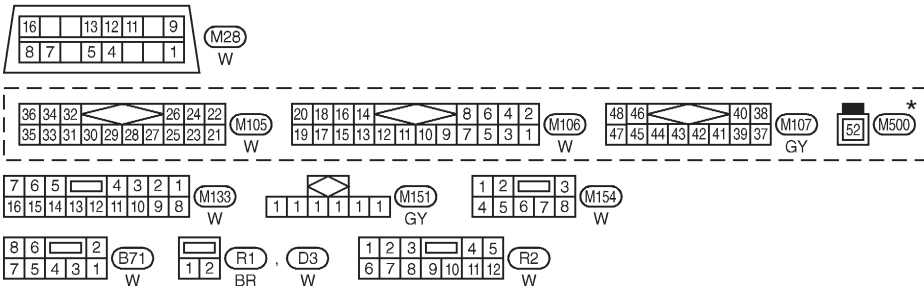 16 13 12 11 9
8 7 5 4 1
M28
W
36 34 32 26 24 22
35 33 31 30 29 28 27 25 23 21
M105
W
20 18 16 14 8 6 4 2
19 17 15 13 12 11 10 9 7 5 3 1
M106
W
48 46 40 38
47 45 44 43 42 41 39 37
M107
GY
52
M500
*
7 6 5 4 3 2 1
16 15 14 13 12 11 10 9 8
M133
W
1 1 1 1 1 1
M151
GY
1 2 3
4 5 6 7 8
M154
W
8 6 2
7 5 4 3 1
B71
W
1 2
R1 , D3
BR W
1 2 3 4 5
6 7 8 9 10 11 12
R2
W